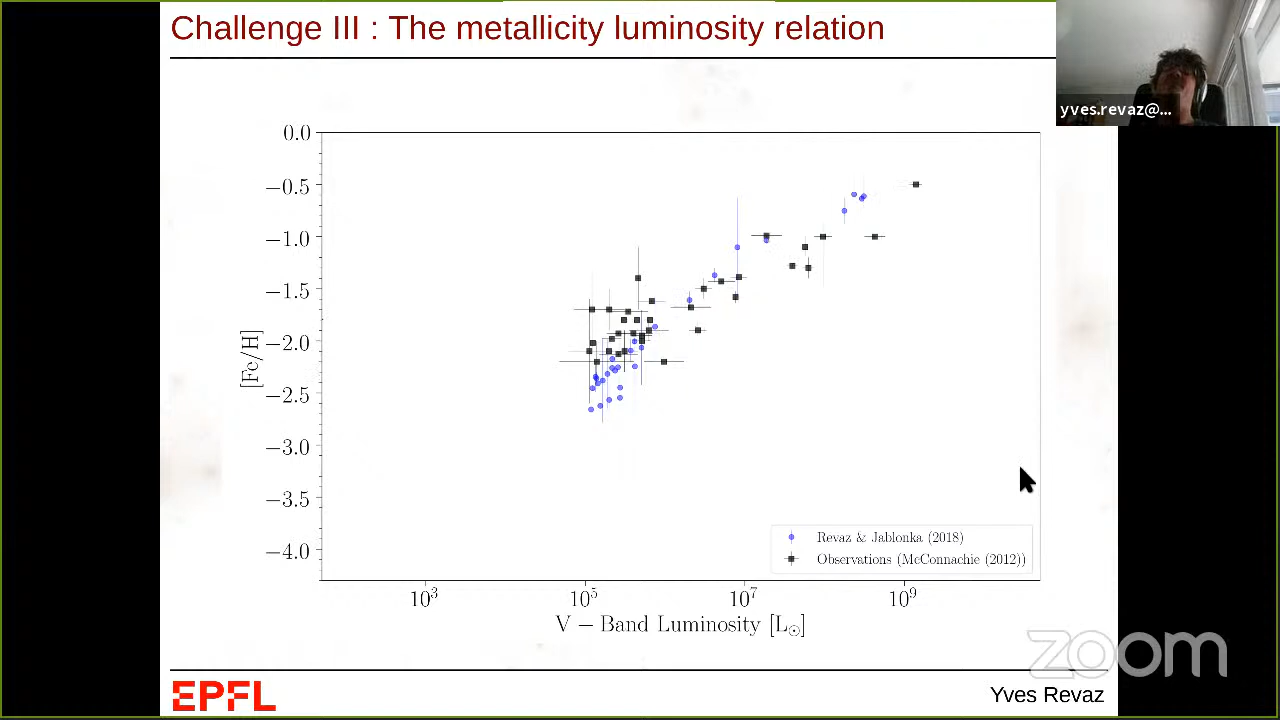 Challenge III : The metallicity luminosity relation
yves.revaz@...
0.0
−0.5
−1.0
−1.5
−2.0
−2.5
−3.0
−3.5
−4.0
[Fe/H]
Revaz & Jablonka (2018)
Observations (McConnachie (2012))
10³ 10⁵ 10⁷ 10⁹
V − Band Luminosity [L⊙]
zoom
EPFL
Yves Revaz